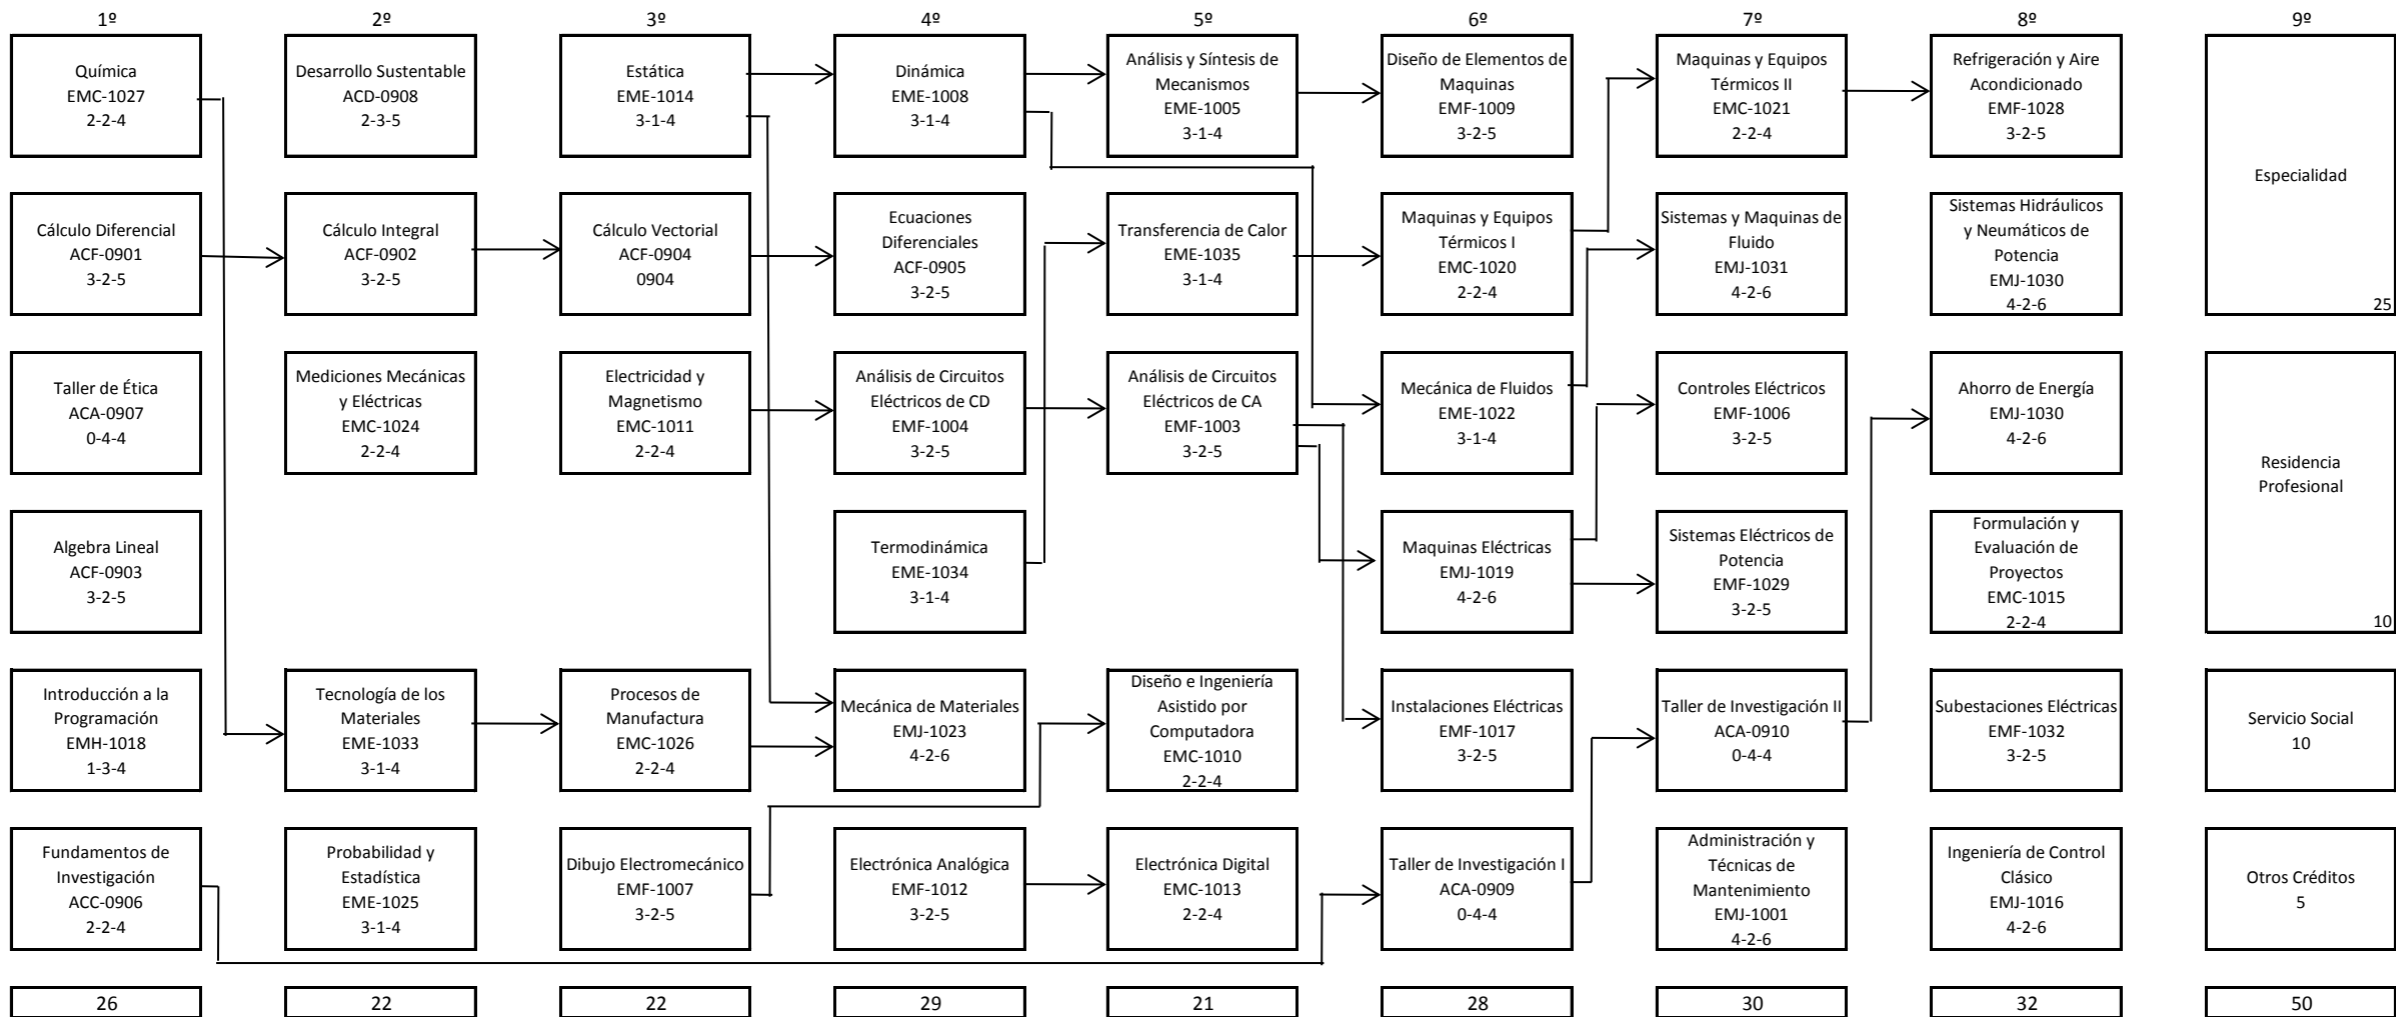 1º
2º
3º
4º
5º
6º
7º
8º
9º
Química
EMC-1027
2-2-4
Desarrollo Sustentable
ACD-0908
2-3-5
Estática
EME-1014
3-1-4
Dinámica
EME-1008
3-1-4
Análisis y Síntesis de
Mecanismos
EME-1005
3-1-4
Diseño de Elementos de
Maquinas
EMF-1009
3-2-5
Maquinas y Equipos
Térmicos II
EMC-1021
2-2-4
Refrigeración y Aire
Acondicionado
EMF-1028
3-2-5
Especialidad
25
Cálculo Diferencial
ACF-0901
3-2-5
Cálculo Integral
ACF-0902
3-2-5
Cálculo Vectorial
ACF-0904
0904
Ecuaciones
Diferenciales
ACF-0905
3-2-5
Transferencia de Calor
EME-1035
3-1-4
Maquinas y Equipos
Térmicos I
EMC-1020
2-2-4
Sistemas y Maquinas de
Fluido
EMJ-1031
4-2-6
Sistemas Hidráulicos
y Neumáticos de
Potencia
EMJ-1030
4-2-6
Taller de Ética
ACA-0907
0-4-4
Mediciones Mecánicas
y Eléctricas
EMC-1024
2-2-4
Electricidad y
Magnetismo
EMC-1011
2-2-4
Análisis de Circuitos
Eléctricos de CD
EMF-1004
3-2-5
Análisis de Circuitos
Eléctricos de CA
EMF-1003
3-2-5
Mecánica de Fluidos
EME-1022
3-1-4
Controles Eléctricos
EMF-1006
3-2-5
Ahorro de Energía
EMJ-1030
4-2-6
Residencia
Profesional
10
Algebra Lineal
ACF-0903
3-2-5
Termodinámica
EME-1034
3-1-4
Maquinas Eléctricas
EMJ-1019
4-2-6
Sistemas Eléctricos de
Potencia
EMF-1029
3-2-5
Formulación y
Evaluación de
Proyectos
EMC-1015
2-2-4
Introducción a la
Programación
EMH-1018
1-3-4
Tecnología de los
Materiales
EME-1033
3-1-4
Procesos de
Manufactura
EMC-1026
2-2-4
Mecánica de Materiales
EMJ-1023
4-2-6
Diseño e Ingeniería
Asistido por
Computadora
EMC-1010
2-2-4
Instalaciones Eléctricas
EMF-1017
3-2-5
Taller de Investigación II
ACA-0910
0-4-4
Subestaciones Eléctricas
EMF-1032
3-2-5
Servicio Social
10
Fundamentos de
Investigación
ACC-0906
2-2-4
Probabilidad y
Estadística
EME-1025
3-1-4
Dibujo Electromecánico
EMF-1007
3-2-5
Electrónica Analógica
EMF-1012
3-2-5
Electrónica Digital
EMC-1013
2-2-4
Taller de Investigación I
ACA-0909
0-4-4
Administración y
Técnicas de
Mantenimiento
EMJ-1001
4-2-6
Ingeniería de Control
Clásico
EMJ-1016
4-2-6
Otros Créditos
5
26
22
22
29
21
28
30
32
50